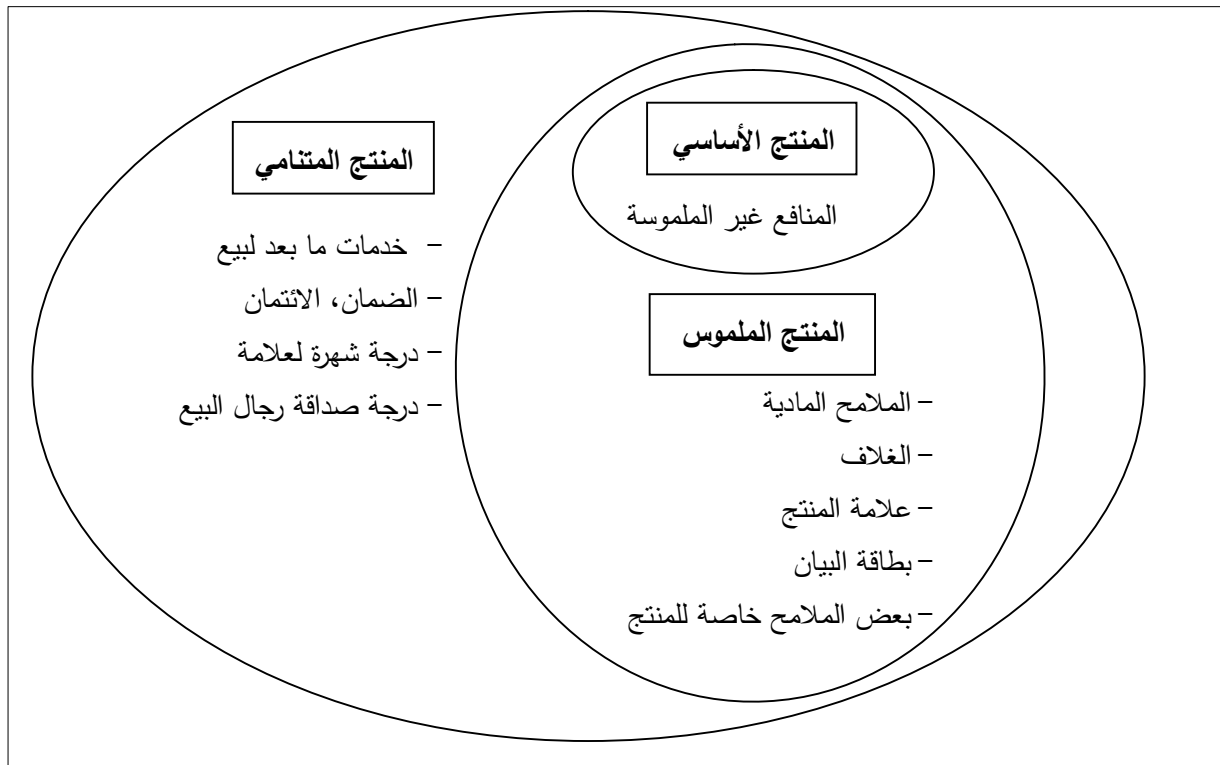 المنتج الأساسي
المنافع غير الملموسة
المنتج الملموس
- الملامح المادية
- الغلاف
- علامة المنتج
- بطاقة البيان
- بعض الملامح خاصة للمنتج
المنتج المتنامي
- خدمات ما بعد لبيع
- الضمان، الائتمان
- درجة شهرة لعلامة
- درجة صداقة رجال البيع